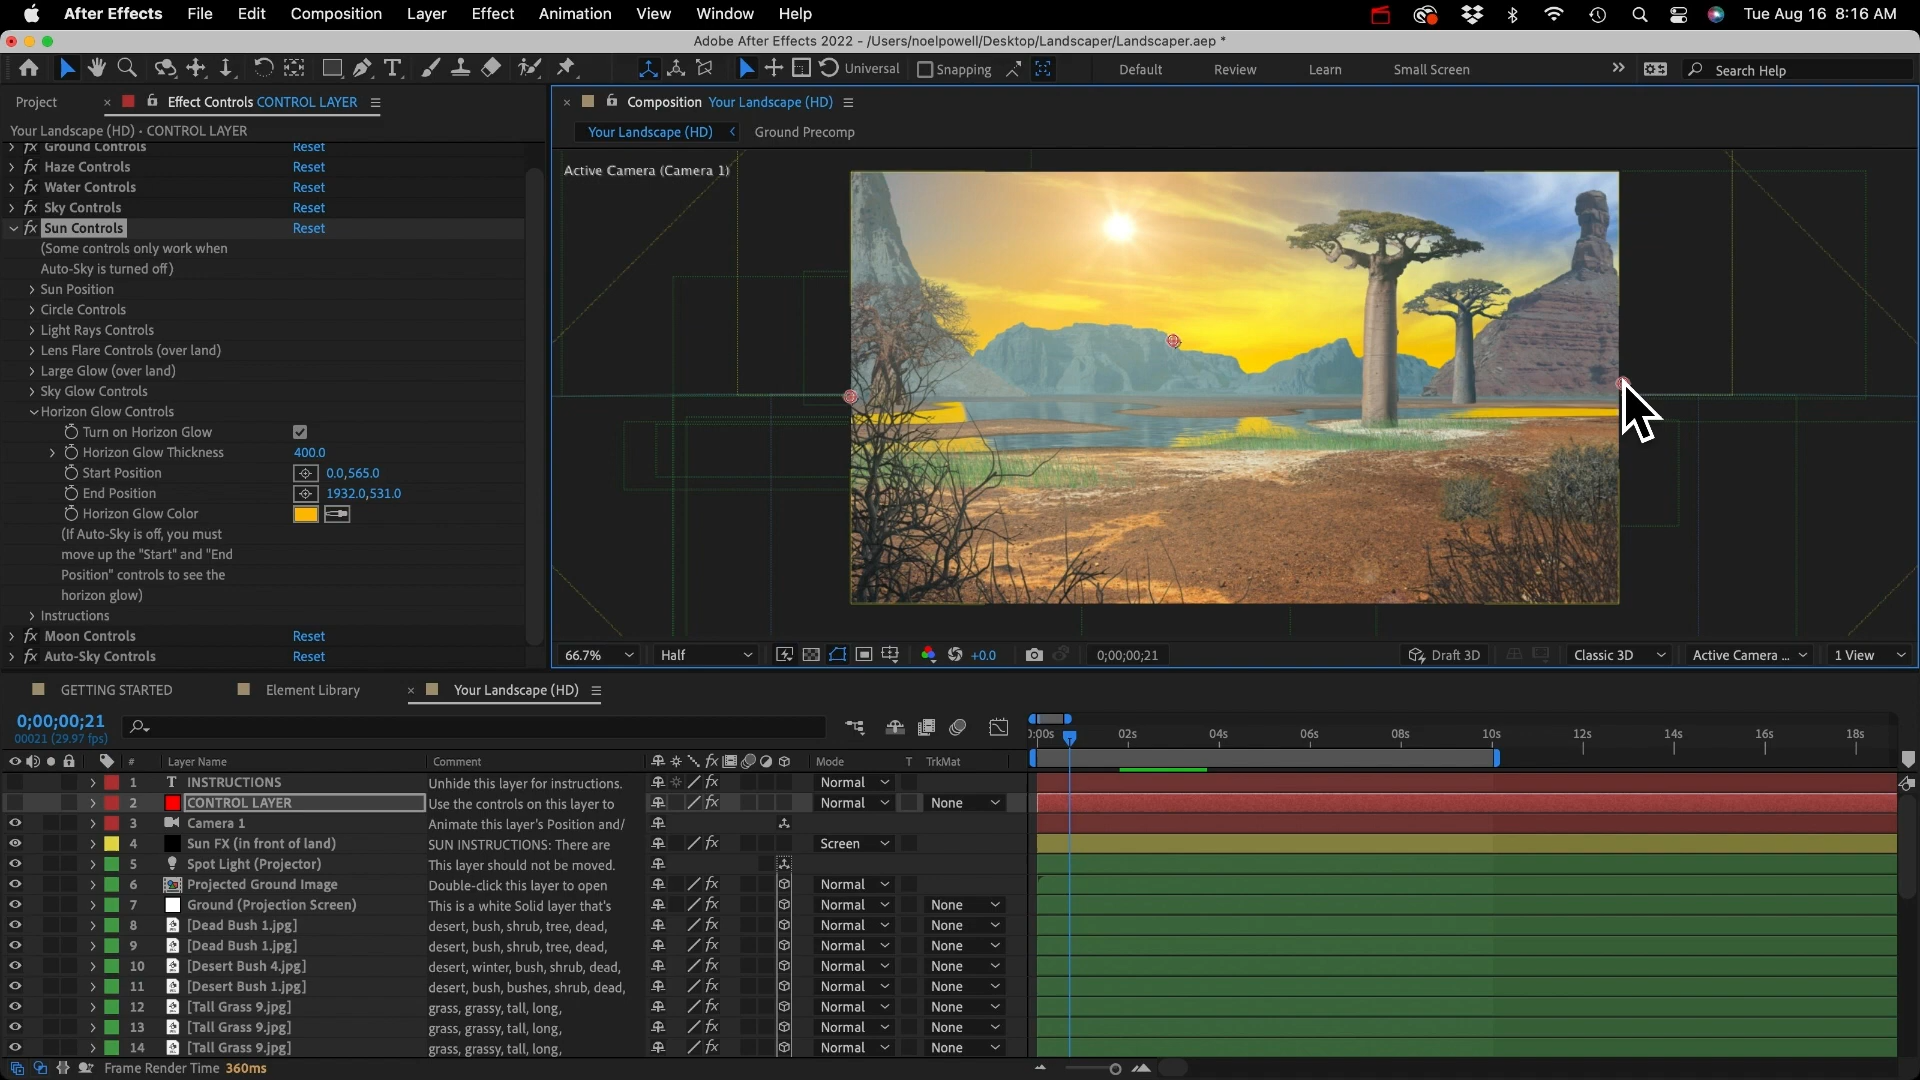 After Effects File Edit Composition Layer Effect Animation View Window Help Tue Aug 16 8:16 AM
Adobe After Effects 2022 - /Users/noelpowell/Desktop/Landscaper/Landscaper.aep *
Universal Snapping Default Review Learn Small Screen Search Help
Project Effect Controls CONTROL LAYER
Composition Your Landscape (HD)
Your Landscape (HD) • CONTROL LAYER
Your Landscape (HD) Ground Precomp
Active Camera (Camera 1)
Ground Controls Reset
Haze Controls Reset
Water Controls Reset
Sky Controls Reset
Sun Controls Reset
(Some controls only work when
Auto-Sky is turned off)
Sun Position
Circle Controls
Light Rays Controls
Lens Flare Controls (over land)
Large Glow (over land)
Sky Glow Controls
Horizon Glow Controls
Turn on Horizon Glow
Horizon Glow Thickness 400.0
Start Position 0.0,565.0
End Position 1932.0,531.0
Horizon Glow Color
(If Auto-Sky is off, you must
move up the "Start" and "End
Position" controls to see the
horizon glow)
Instructions
Moon Controls Reset
Auto-Sky Controls Reset
66.7% Half +0.0 0;00;00;21 Draft 3D Classic 3D Active Camera ... 1 View
GETTING STARTED Element Library Your Landscape (HD)
0;00;00;21
00021 (29.97 fps)
):00s 02s 04s 06s 08s 10s 12s 14s 16s 18s
# Layer Name Comment Mode T TrkMat
1 T INSTRUCTIONS Unhide this layer for instructions. Normal
2 CONTROL LAYER Use the controls on this layer to Normal None
3 Camera 1 Animate this layer's Position and/
4 Sun FX (in front of land) SUN INSTRUCTIONS: There are Screen
5 Spot Light (Projector) This layer should not be moved.
6 Projected Ground Image Double-click this layer to open Normal
7 Ground (Projection Screen) This is a white Solid layer that's Normal None
8 [Dead Bush 1.jpg] desert, bush, shrub, tree, dead, Normal None
9 [Dead Bush 1.jpg] desert, bush, shrub, tree, dead, Normal None
10 [Desert Bush 4.jpg] desert, winter, bush, shrub, dead, Normal None
11 [Desert Bush 1.jpg] desert, bush, bushes, shrub, dead, Normal None
12 [Tall Grass 9.jpg] grass, grassy, tall, long, Normal None
13 [Tall Grass 9.jpg] grass, grassy, tall, long, Normal None
14 [Tall Grass 9.jpg] grass, grassy, tall, long, Normal None
Frame Render Time 360ms